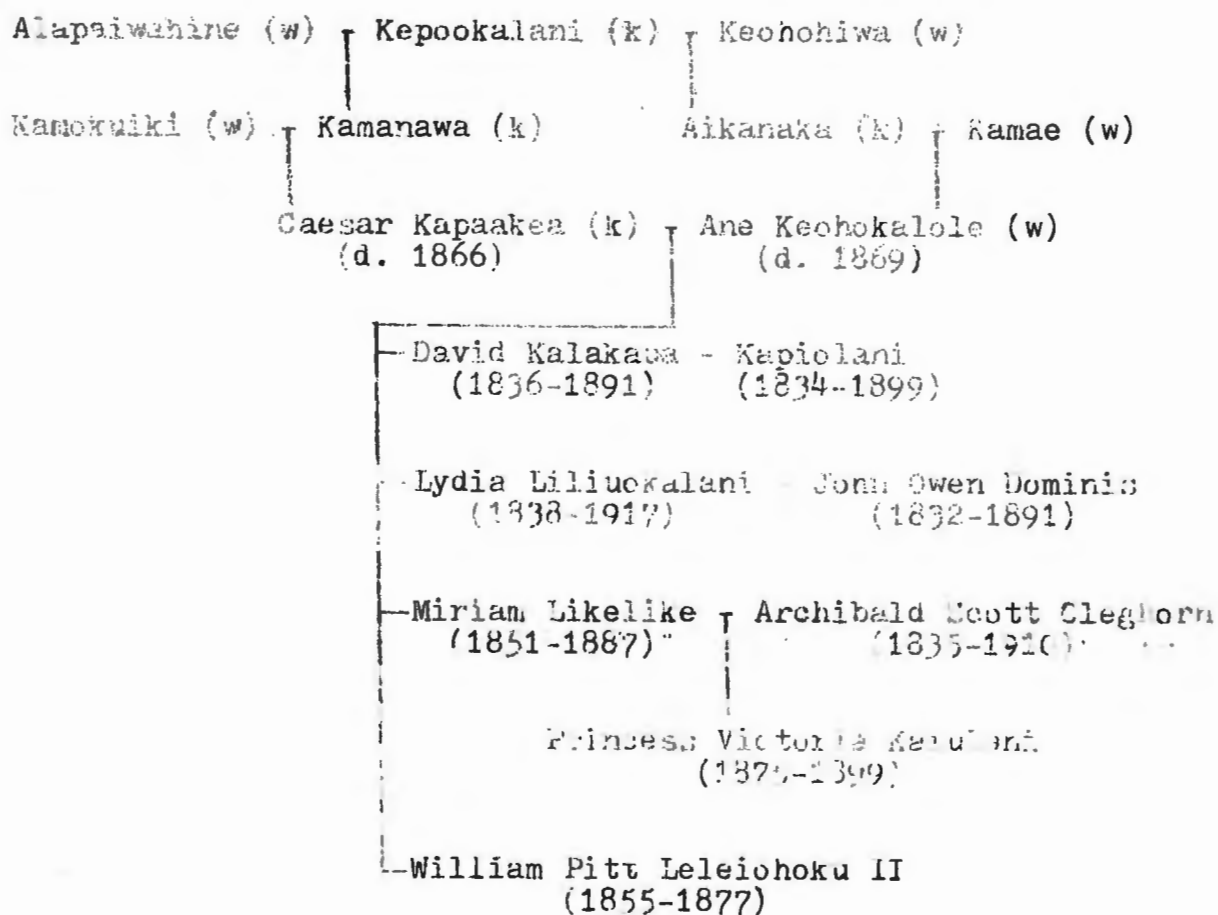 Alapaiwahine (w) Kepookalani (k) Keohohiwa (w)
Kamokuiki (w) Kamanawa (k) Aikanaka (k) Kamae (w)
Caesar Kapaakea (k) Ane Keohokalole (w)
(d. 1866) (d. 1869)
David Kalakaua - Kapiolani
(1836-1891) (1834-1899)
Lydia Liliuokalani - John Owen Dominis
(1838-1917) (1832-1891)
Miriam Likelike Archibald Scott Cleghorn
(1851-1887) (1835-1910)
Princess Victoria Kaiulani
(1875-1899)
William Pitt Leleiohoku II
(1855-1877)